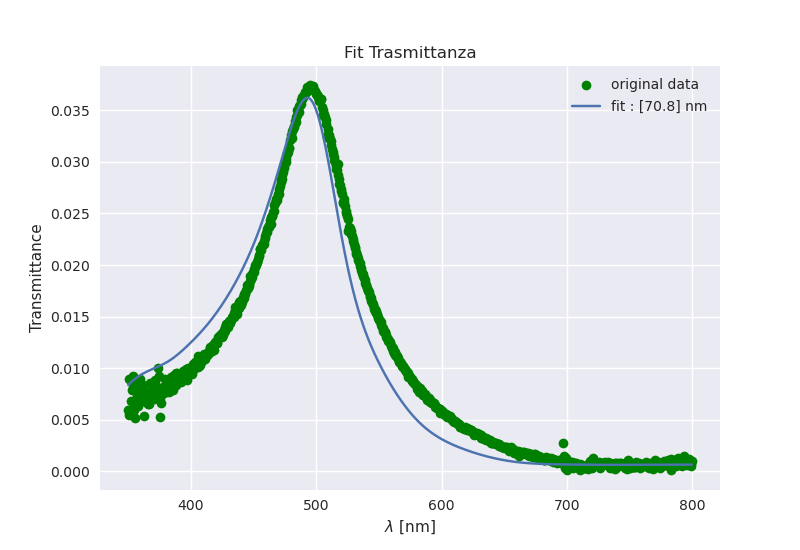 Fit Trasmittanza
original data
fit : [70.8] nm
0.035
0.030
0.025
0.020
0.015
0.010
0.005
0.000
Transmittance
400 500 600 700 800
λ [nm]